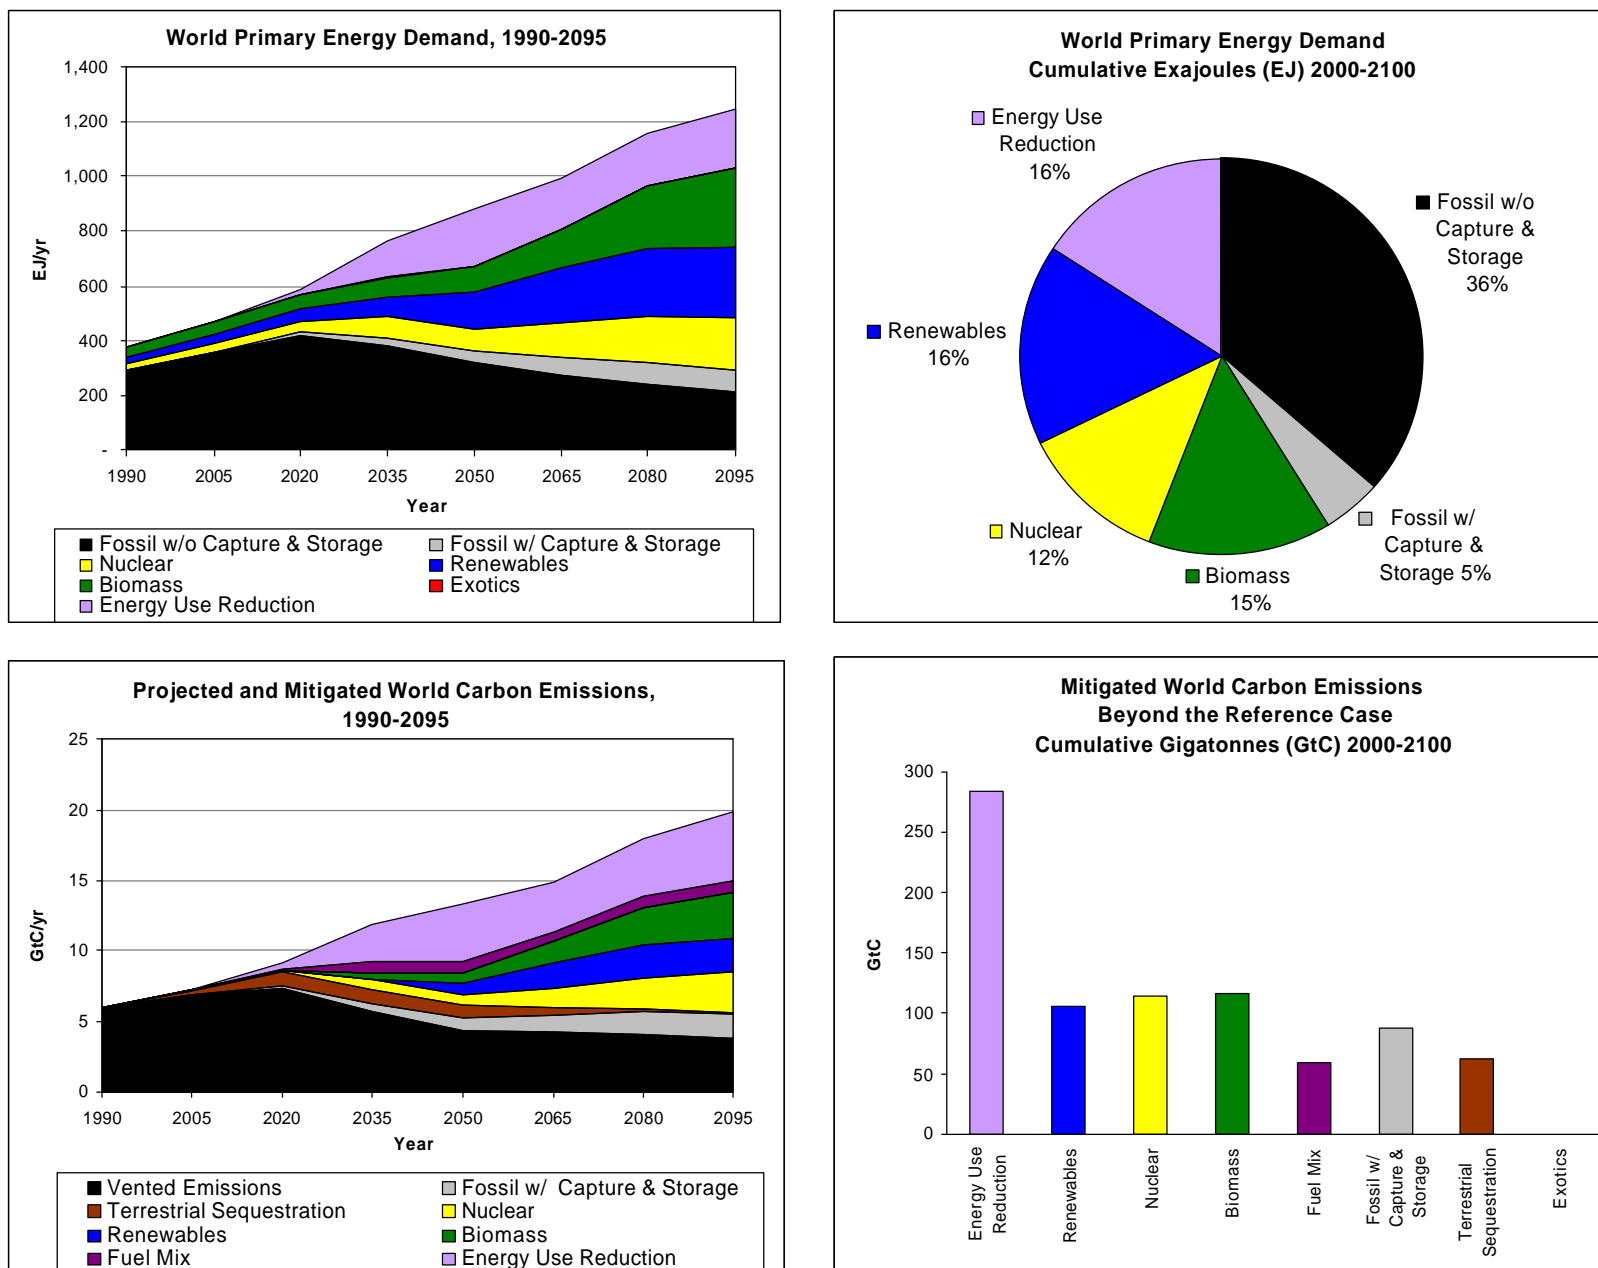 World Primary Energy Demand, 1990-2095
1,400
1,200
1,000
800
600
400
200
-
EJ/yr
1990 2005 2020 2035 2050 2065 2080 2095
Year
Fossil w/o Capture & Storage Fossil w/ Capture & Storage
Nuclear Renewables
Biomass Exotics
Energy Use Reduction
World Primary Energy Demand
Cumulative Exajoules (EJ) 2000-2100
Energy Use
Reduction
16%
Fossil w/o
Capture &
Storage
36%
Renewables
16%
Nuclear
12%
Fossil w/
Capture &
Storage 5%
Biomass
15%
Projected and Mitigated World Carbon Emissions,
1990-2095
25
20
15
10
5
0
GtC/yr
1990 2005 2020 2035 2050 2065 2080 2095
Year
Vented Emissions Fossil w/ Capture & Storage
Terrestrial Sequestration Nuclear
Renewables Biomass
Fuel Mix Energy Use Reduction
Mitigated World Carbon Emissions
Beyond the Reference Case
Cumulative Gigatonnes (GtC) 2000-2100
300
250
200
150
100
50
0
GtC
Energy Use
Reduction
Renewables
Nuclear
Biomass
Fuel Mix
Fossil w/
Capture &
Storage
Terrestrial
Sequestration
Exotics